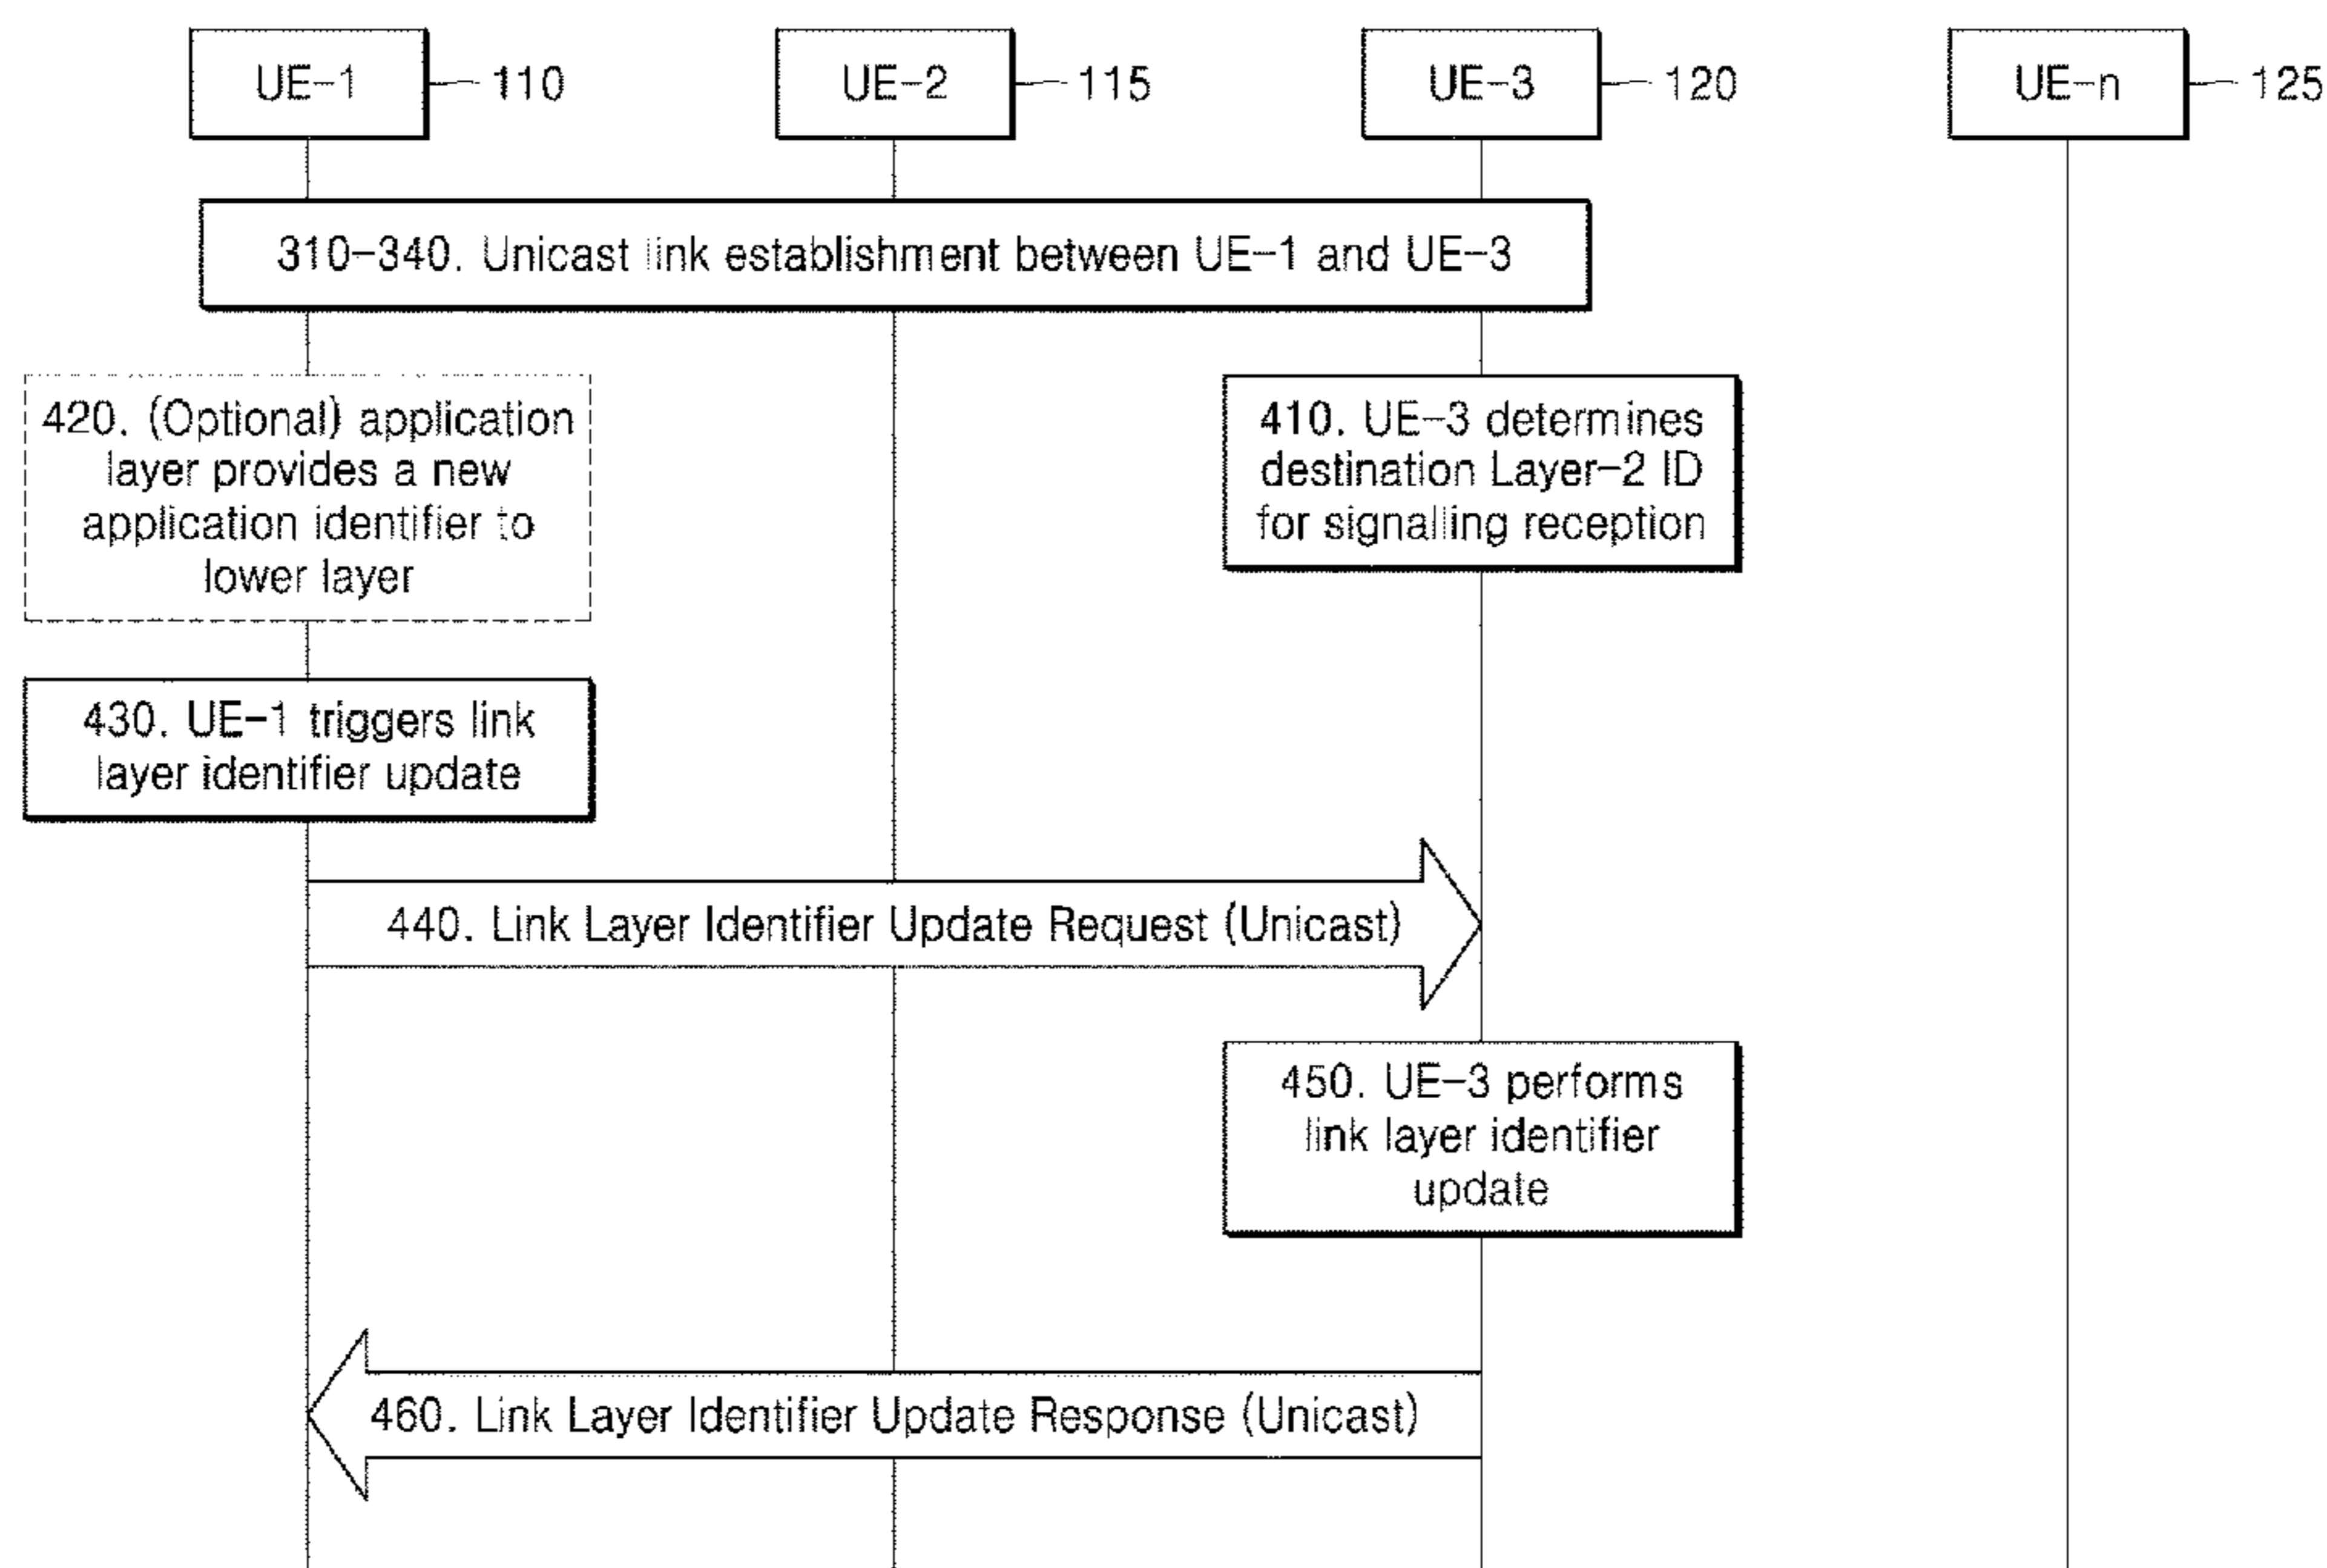 UE-1
110
UE-2
115
UE-3
120
UE-n
125
310-340. Unicast link establishment between UE-1 and UE-3
420. (Optional) application
layer provides a new
application identifier to
lower layer
410. UE-3 determines
destination Layer-2 ID
for signalling reception
430. UE-1 triggers link
layer identifier update
440. Link Layer Identifier Update Request (Unicast)
450. UE-3 performs
link layer identifier
update
460. Link Layer Identifier Update Response (Unicast)